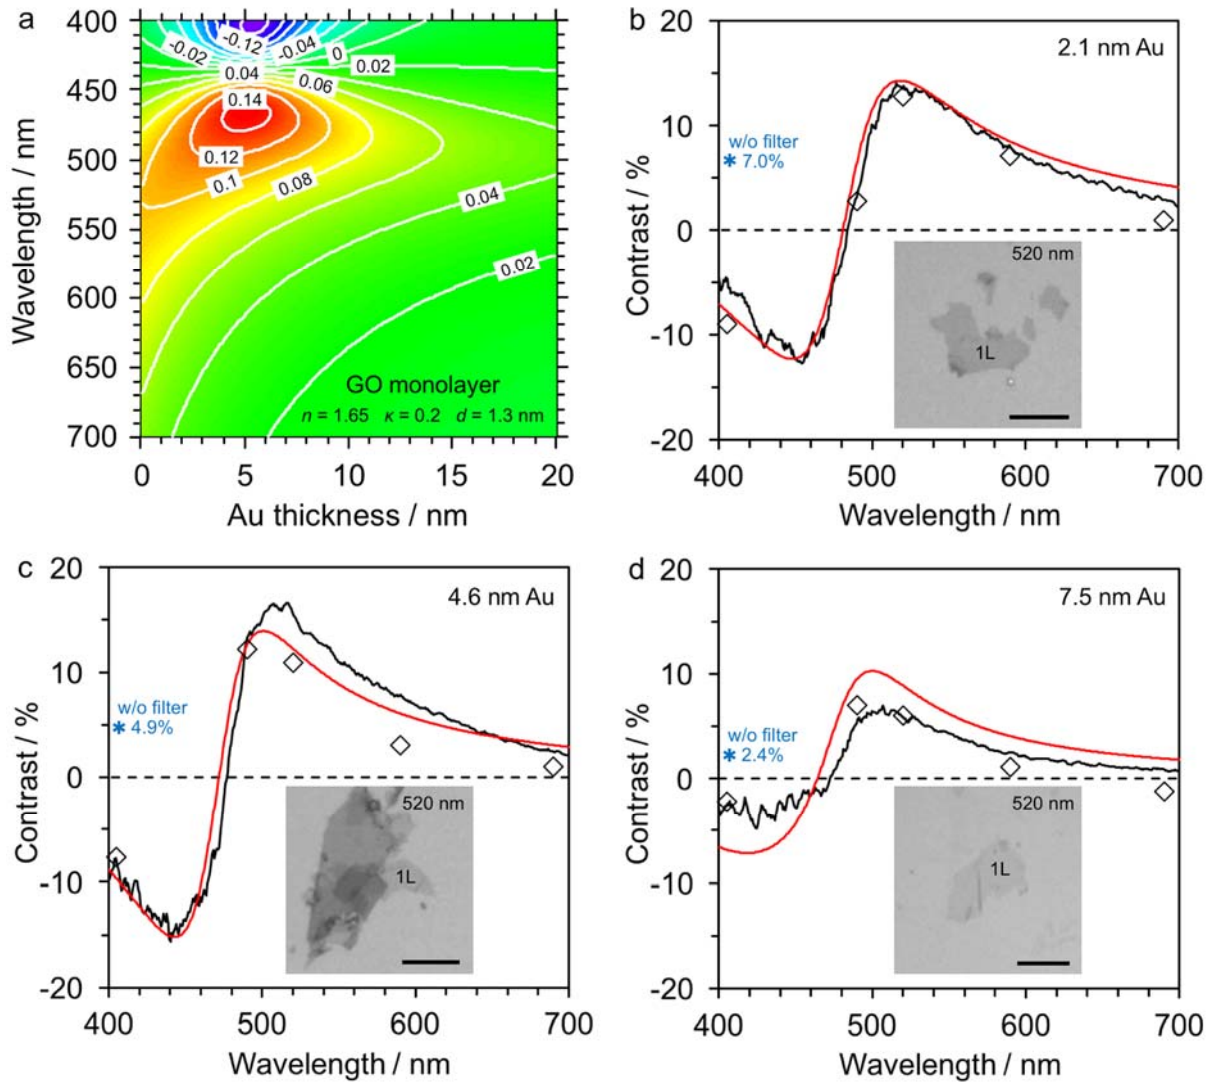 a
400
450
500
550
600
650
700
Wavelength / nm
-0.02
-0.12
-0.04
0
0.02
0.04
0.06
0.14
0.12
0.1
0.08
0.04
0.02
GO monolayer
n = 1.65 κ = 0.2 d = 1.3 nm
0 5 10 15 20
Au thickness / nm
b
20
10
0
-10
-20
Contrast / %
2.1 nm Au
w/o filter
* 7.0%
520 nm
1L
400 500 600 700
Wavelength / nm
c
20
10
0
-10
-20
Contrast / %
4.6 nm Au
w/o filter
* 4.9%
520 nm
1L
400 500 600 700
Wavelength / nm
d
20
10
0
-10
-20
Contrast / %
7.5 nm Au
w/o filter
* 2.4%
520 nm
1L
400 500 600 700
Wavelength / nm